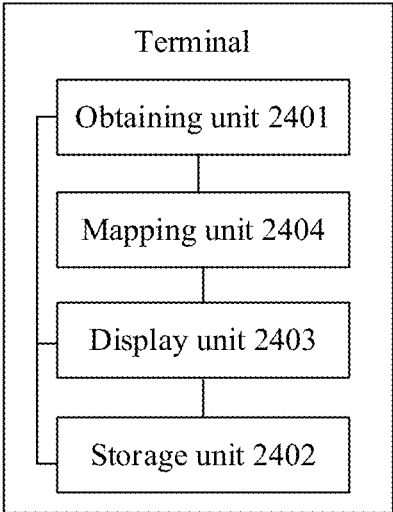 Terminal
Obtaining unit 2401
Mapping unit 2404
Display unit 2403
Storage unit 2402